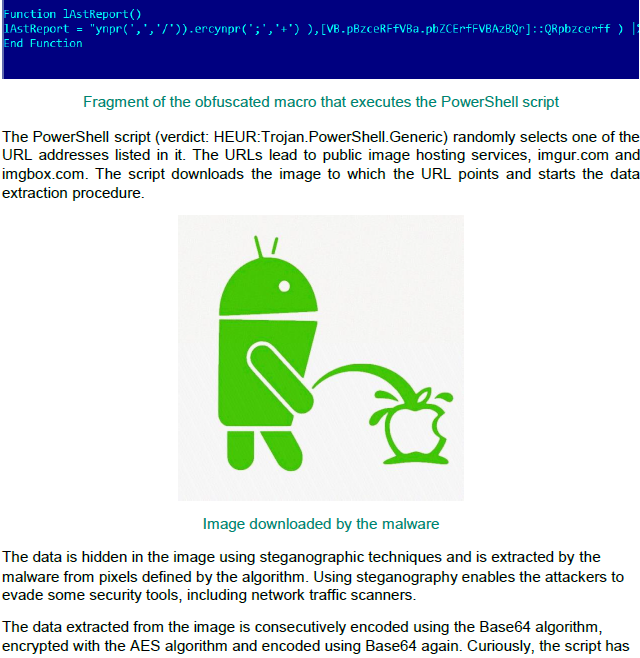 Function lAstReport()
lAstReport = "ynpr(',','/')).ercynpr(';','+') ),[VB.pBzceRFfVBa.pbZCErfFVBAzBQr]::QRpbzcerff ) |
End Function
Fragment of the obfuscated macro that executes the PowerShell script
The PowerShell script (verdict: HEUR:Trojan.PowerShell.Generic) randomly selects one of the
URL addresses listed in it. The URLs lead to public image hosting services, imgur.com and
imgbox.com. The script downloads the image to which the URL points and starts the data
extraction procedure.
Image downloaded by the malware
The data is hidden in the image using steganographic techniques and is extracted by the
malware from pixels defined by the algorithm. Using steganography enables the attackers to
evade some security tools, including network traffic scanners.
The data extracted from the image is consecutively encoded using the Base64 algorithm,
encrypted with the AES algorithm and encoded using Base64 again. Curiously, the script has